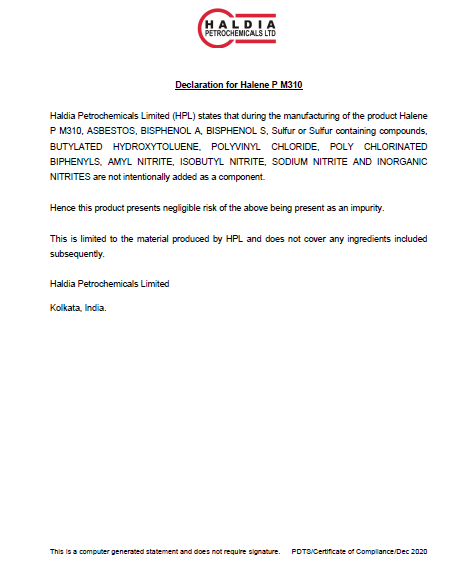 HALDIA
PETROCHEMICALS LTD
Declaration for Halene P M310
Haldia Petrochemicals Limited (HPL) states that during the manufacturing of the product Halene
P M310, ASBESTOS, BISPHENOL A, BISPHENOL S, Sulfur or Sulfur containing compounds,
BUTYLATED HYDROXYTOLUENE, POLYVINYL CHLORIDE, POLY CHLORINATED
BIPHENYLS, AMYL NITRITE, ISOBUTYL NITRITE, SODIUM NITRITE AND INORGANIC
NITRITES are not intentionally added as a component.
Hence this product presents negligible risk of the above being present as an impurity.
This is limited to the material produced by HPL and does not cover any ingredients included
subsequently.
Haldia Petrochemicals Limited
Kolkata, India.
This is a computer generated statement and does not require signature. PDTS/Certificate of Compliance/Dec 2020